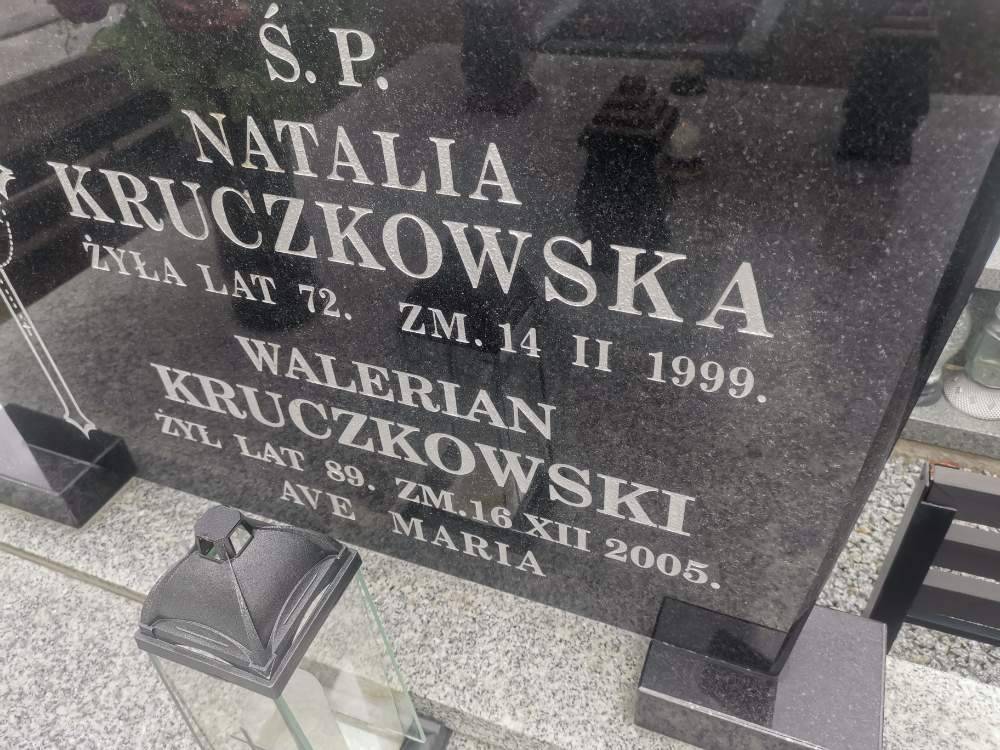 Ś. P.
NATALIA
KRUCZKOWSKA
ŻYŁA LAT 72. ZM. 14 II 1999.
WALERIAN
KRUCZKOWSKI
ŻYŁ LAT 89. ZM. 16 XII 2005.
AVE MARIA